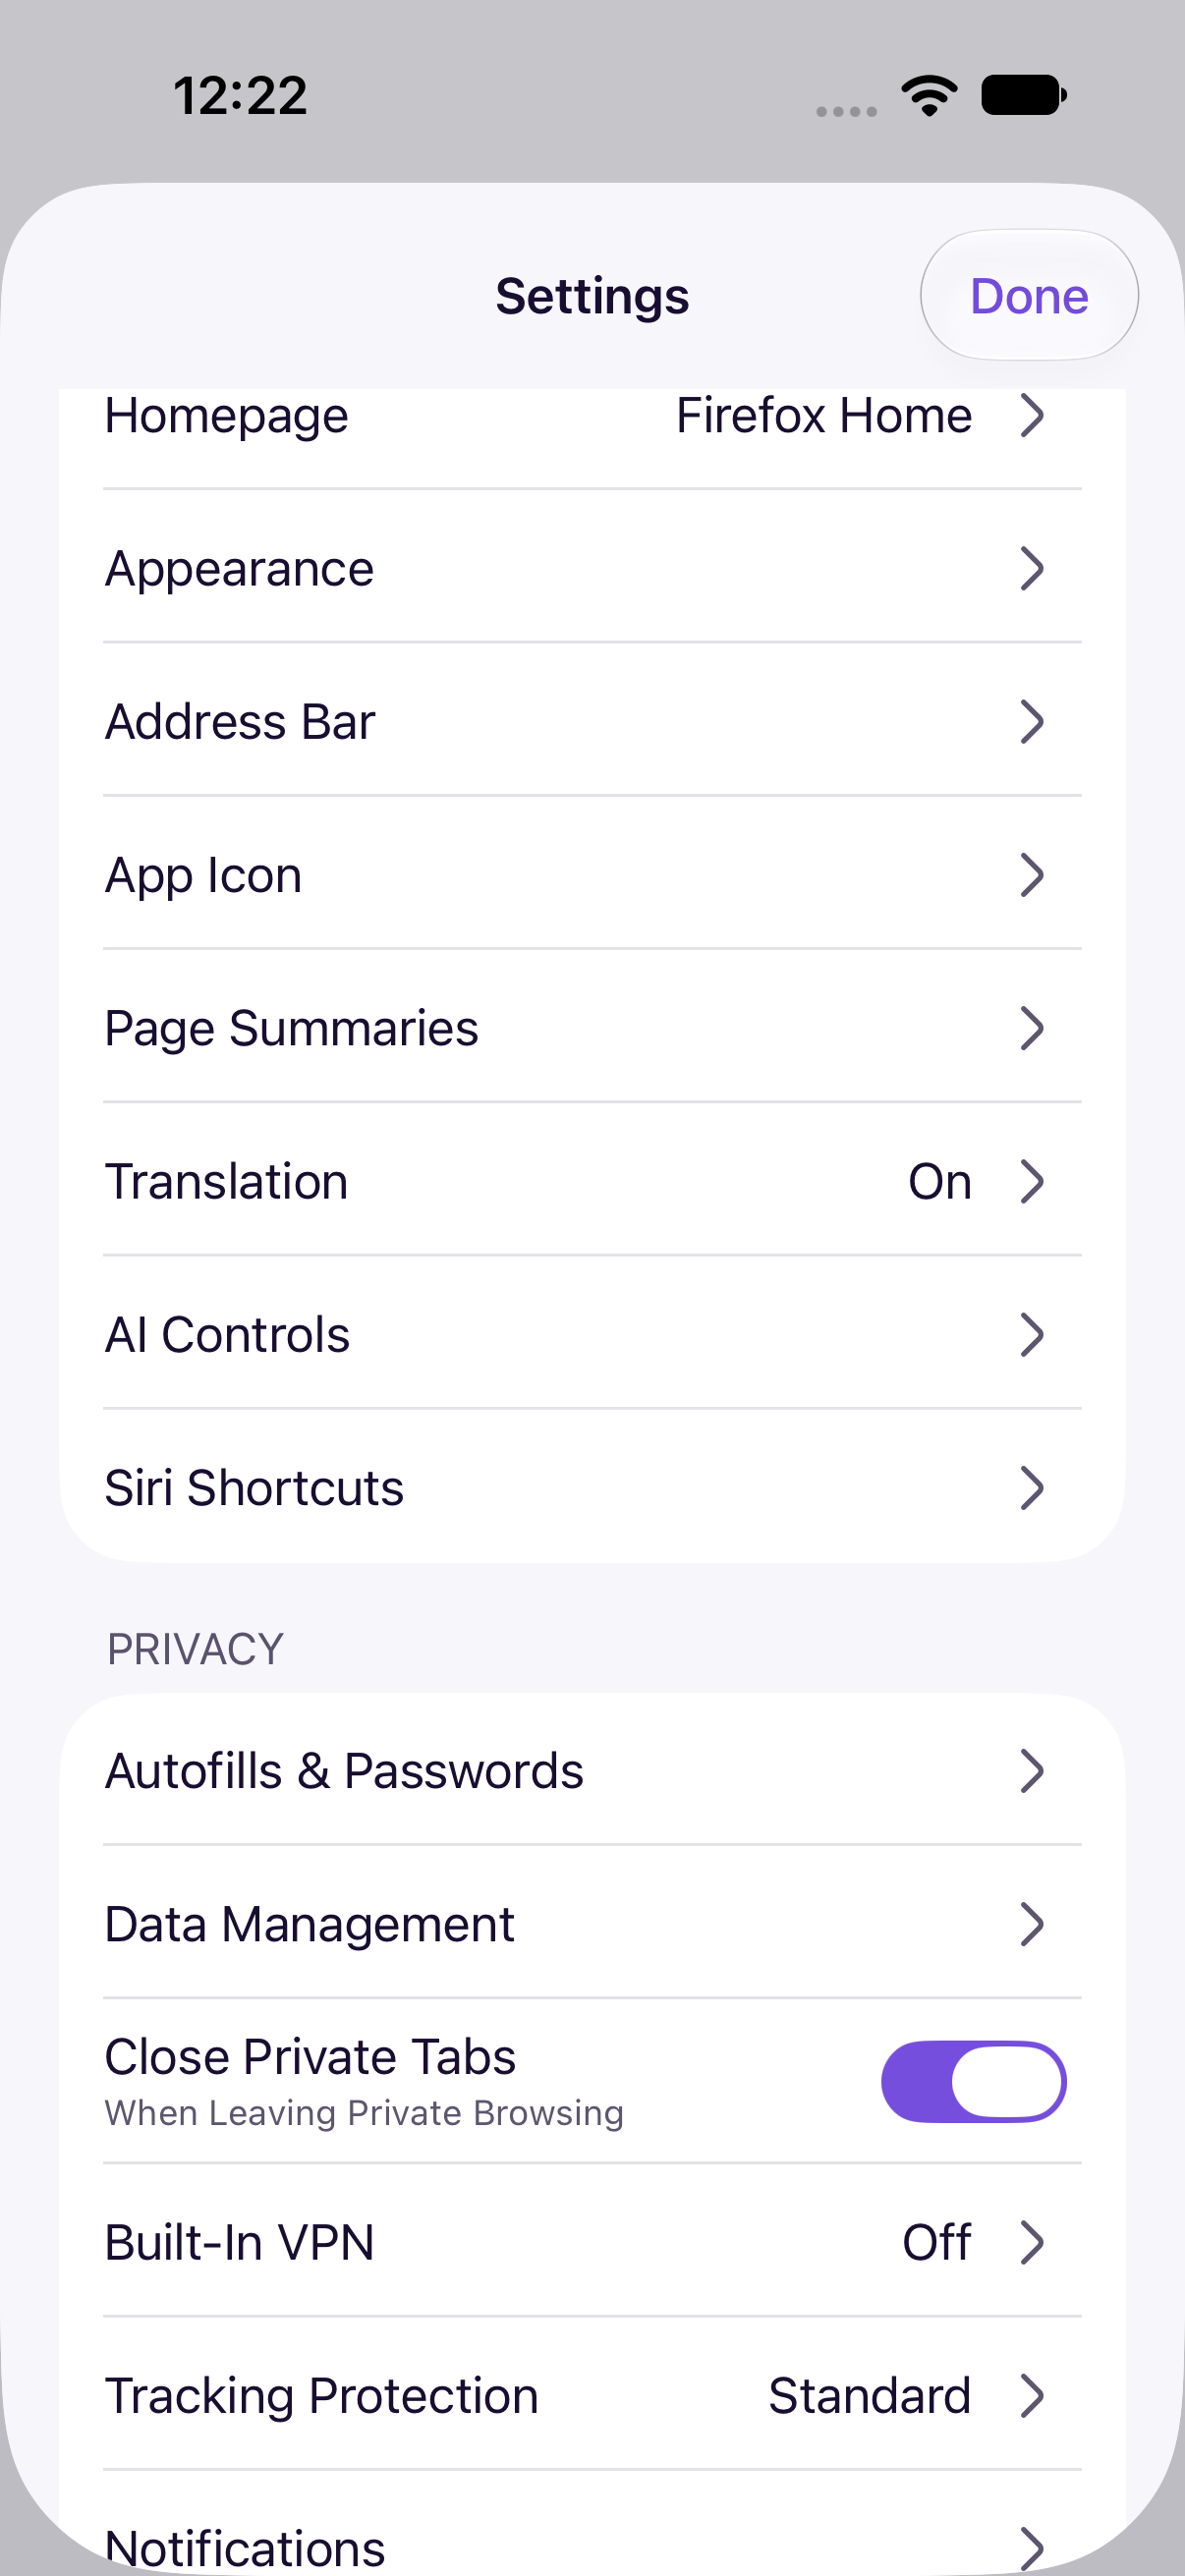 12:22
Settings
Done
Homepage Firefox Home
Appearance
Address Bar
App Icon
Page Summaries
Translation On
AI Controls
Siri Shortcuts
PRIVACY
Autofills & Passwords
Data Management
Close Private Tabs
When Leaving Private Browsing
Built-In VPN Off
Tracking Protection Standard
Notifications